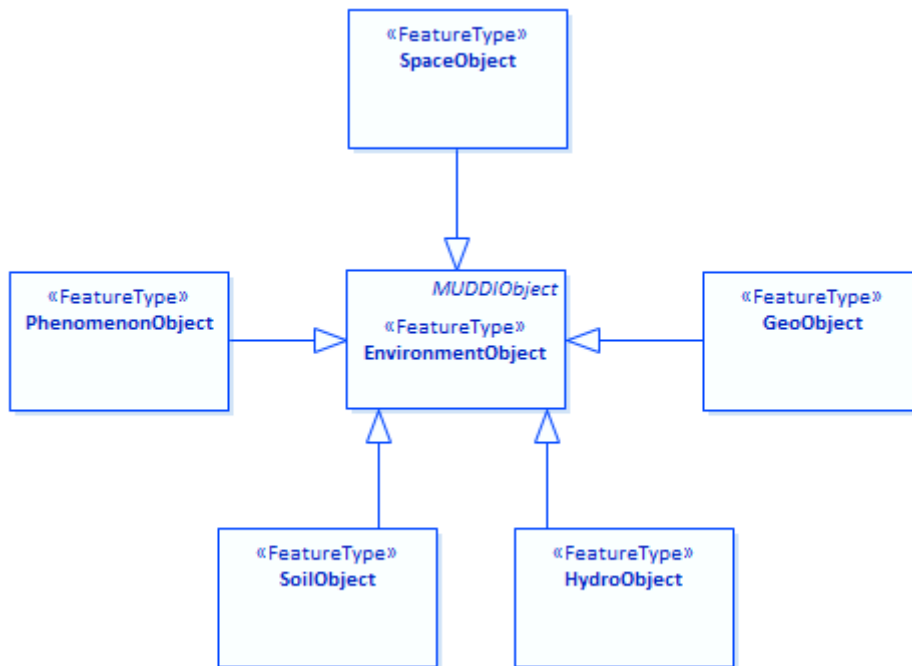 «FeatureType»
SpaceObject
«FeatureType»
PhenomenonObject
MUDDIObject
«FeatureType»
EnvironmentObject
«FeatureType»
GeoObject
«FeatureType»
SoilObject
«FeatureType»
HydroObject